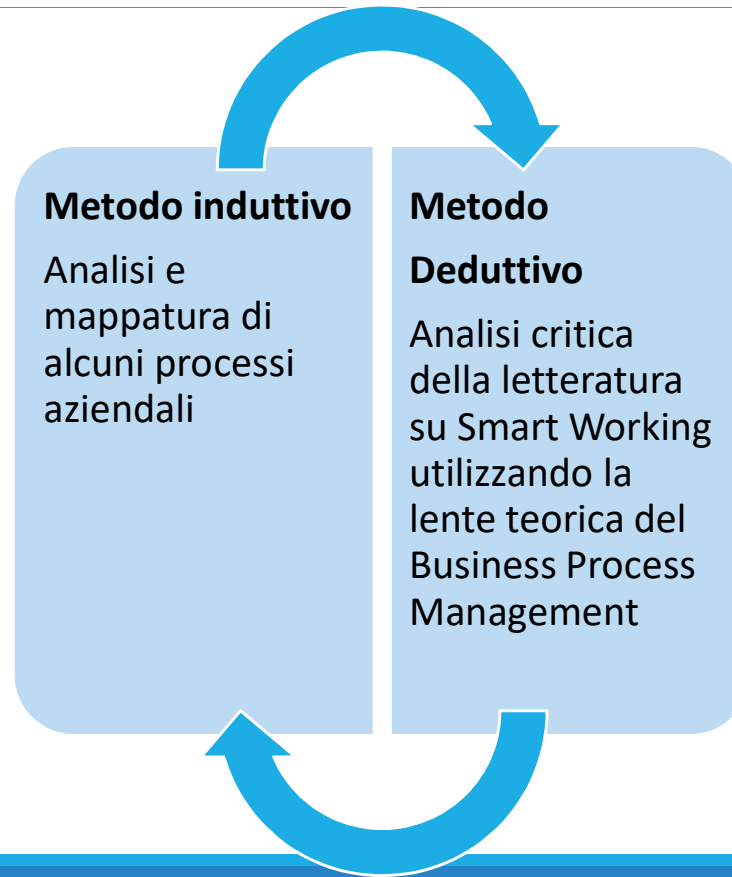 Metodo induttivo
Analisi e
mappatura di
alcuni processi
aziendali
Metodo
Deduttivo
Analisi critica
della letteratura
su Smart Working
utilizzando la
lente teorica del
Business Process
Management